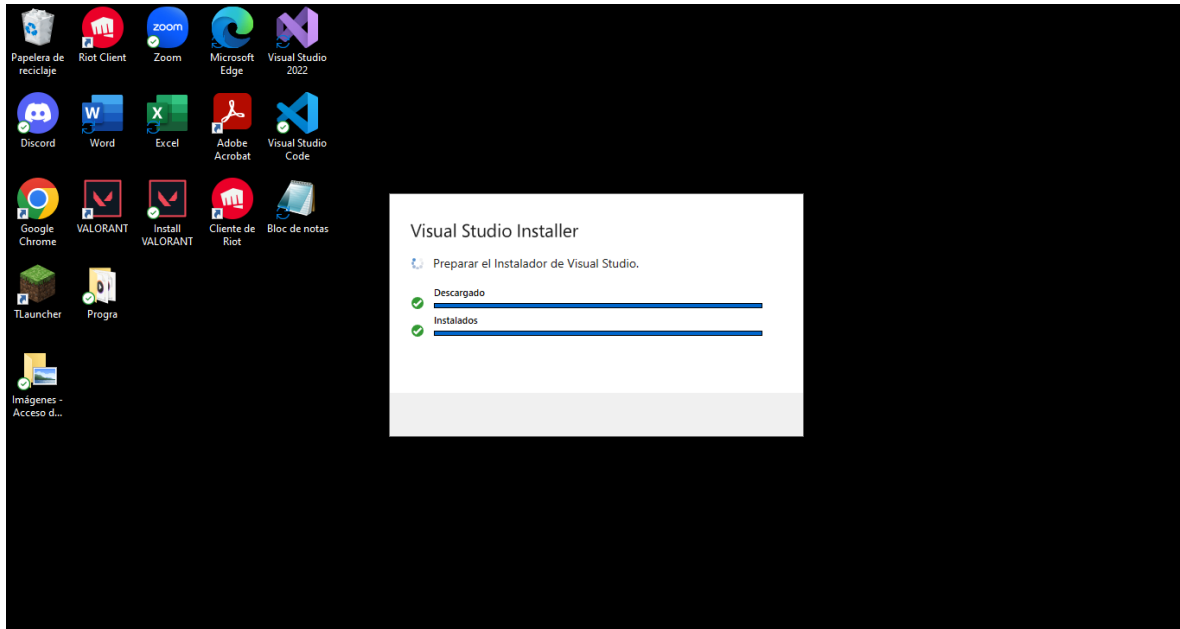 Papelera de
reciclaje
Riot Client
zoom
Zoom
Microsoft
Edge
Visual Studio
2022
Discord
W
Word
X
Excel
Adobe
Acrobat
Visual Studio
Code
Google
Chrome
VALORANT
Install
VALORANT
Cliente de
Riot
Bloc de notas
TLauncher
Progra
Imágenes -
Acceso d...
Visual Studio Installer
Preparar el Instalador de Visual Studio.
Descargado
Instalados